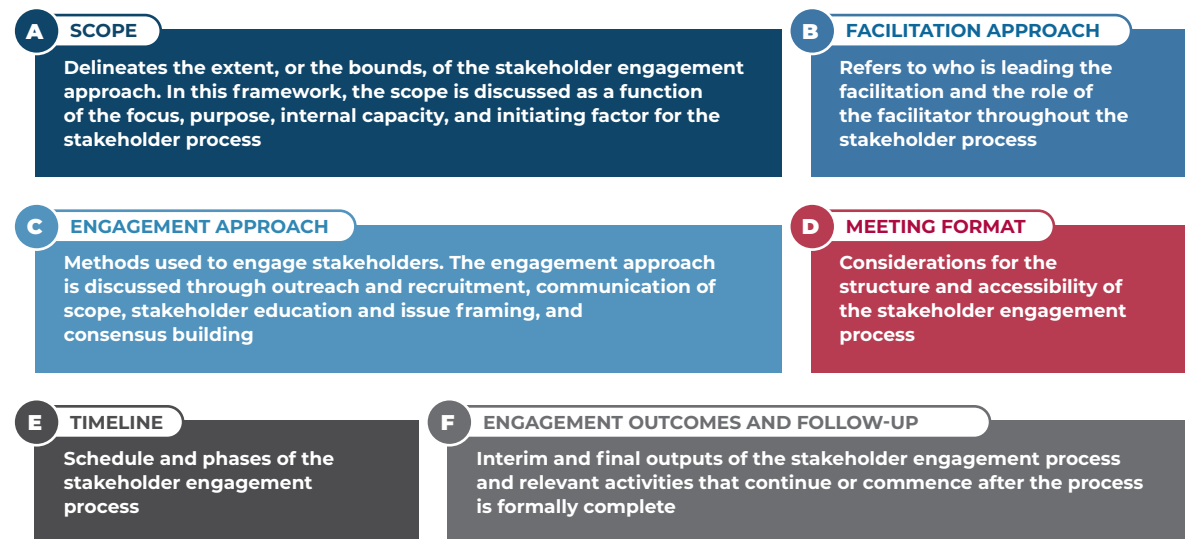 A SCOPE
Delineates the extent, or the bounds, of the stakeholder engagement
approach. In this framework, the scope is discussed as a function
of the focus, purpose, internal capacity, and initiating factor for the
stakeholder process
B FACILITATION APPROACH
Refers to who is leading the
facilitation and the role of
the facilitator throughout the
stakeholder process
C ENGAGEMENT APPROACH
Methods used to engage stakeholders. The engagement approach
is discussed through outreach and recruitment, communication of
scope, stakeholder education and issue framing, and
consensus building
D MEETING FORMAT
Considerations for the
structure and accessibility of
the stakeholder engagement
process
E TIMELINE
Schedule and phases of the
stakeholder engagement
process
F ENGAGEMENT OUTCOMES AND FOLLOW-UP
Interim and final outputs of the stakeholder engagement process
and relevant activities that continue or commence after the process
is formally complete